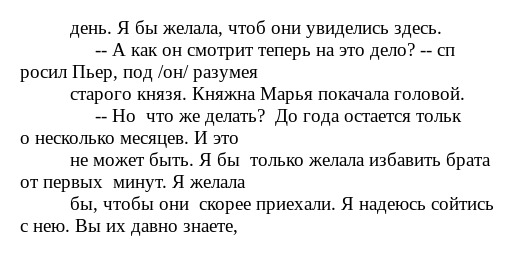 день. Я бы желала, чтоб они увиделись здесь.
-- А как он смотрит теперь на это дело? -- сп
росил Пьер, под /он/ разумея
старого князя. Княжна Марья покачала головой.
-- Но  что же делать?  До года остается тольк
о несколько месяцев. И это
не может быть. Я бы  только желала избавить брата
от первых  минут. Я желала
бы, чтобы они  скорее приехали. Я надеюсь сойтись
с нею. Вы их давно знаете,